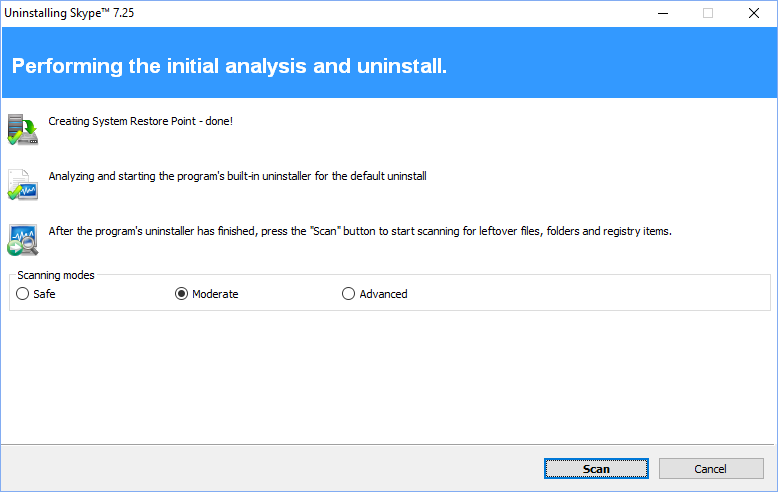 Uninstalling Skype™ 7.25
Performing the initial analysis and uninstall.
Creating System Restore Point - done!
Analyzing and starting the program's built-in uninstaller for the default uninstall
After the program's uninstaller has finished, press the "Scan" button to start scanning for leftover files, folders and registry items.
Scanning modes
Safe Moderate Advanced
Scan Cancel